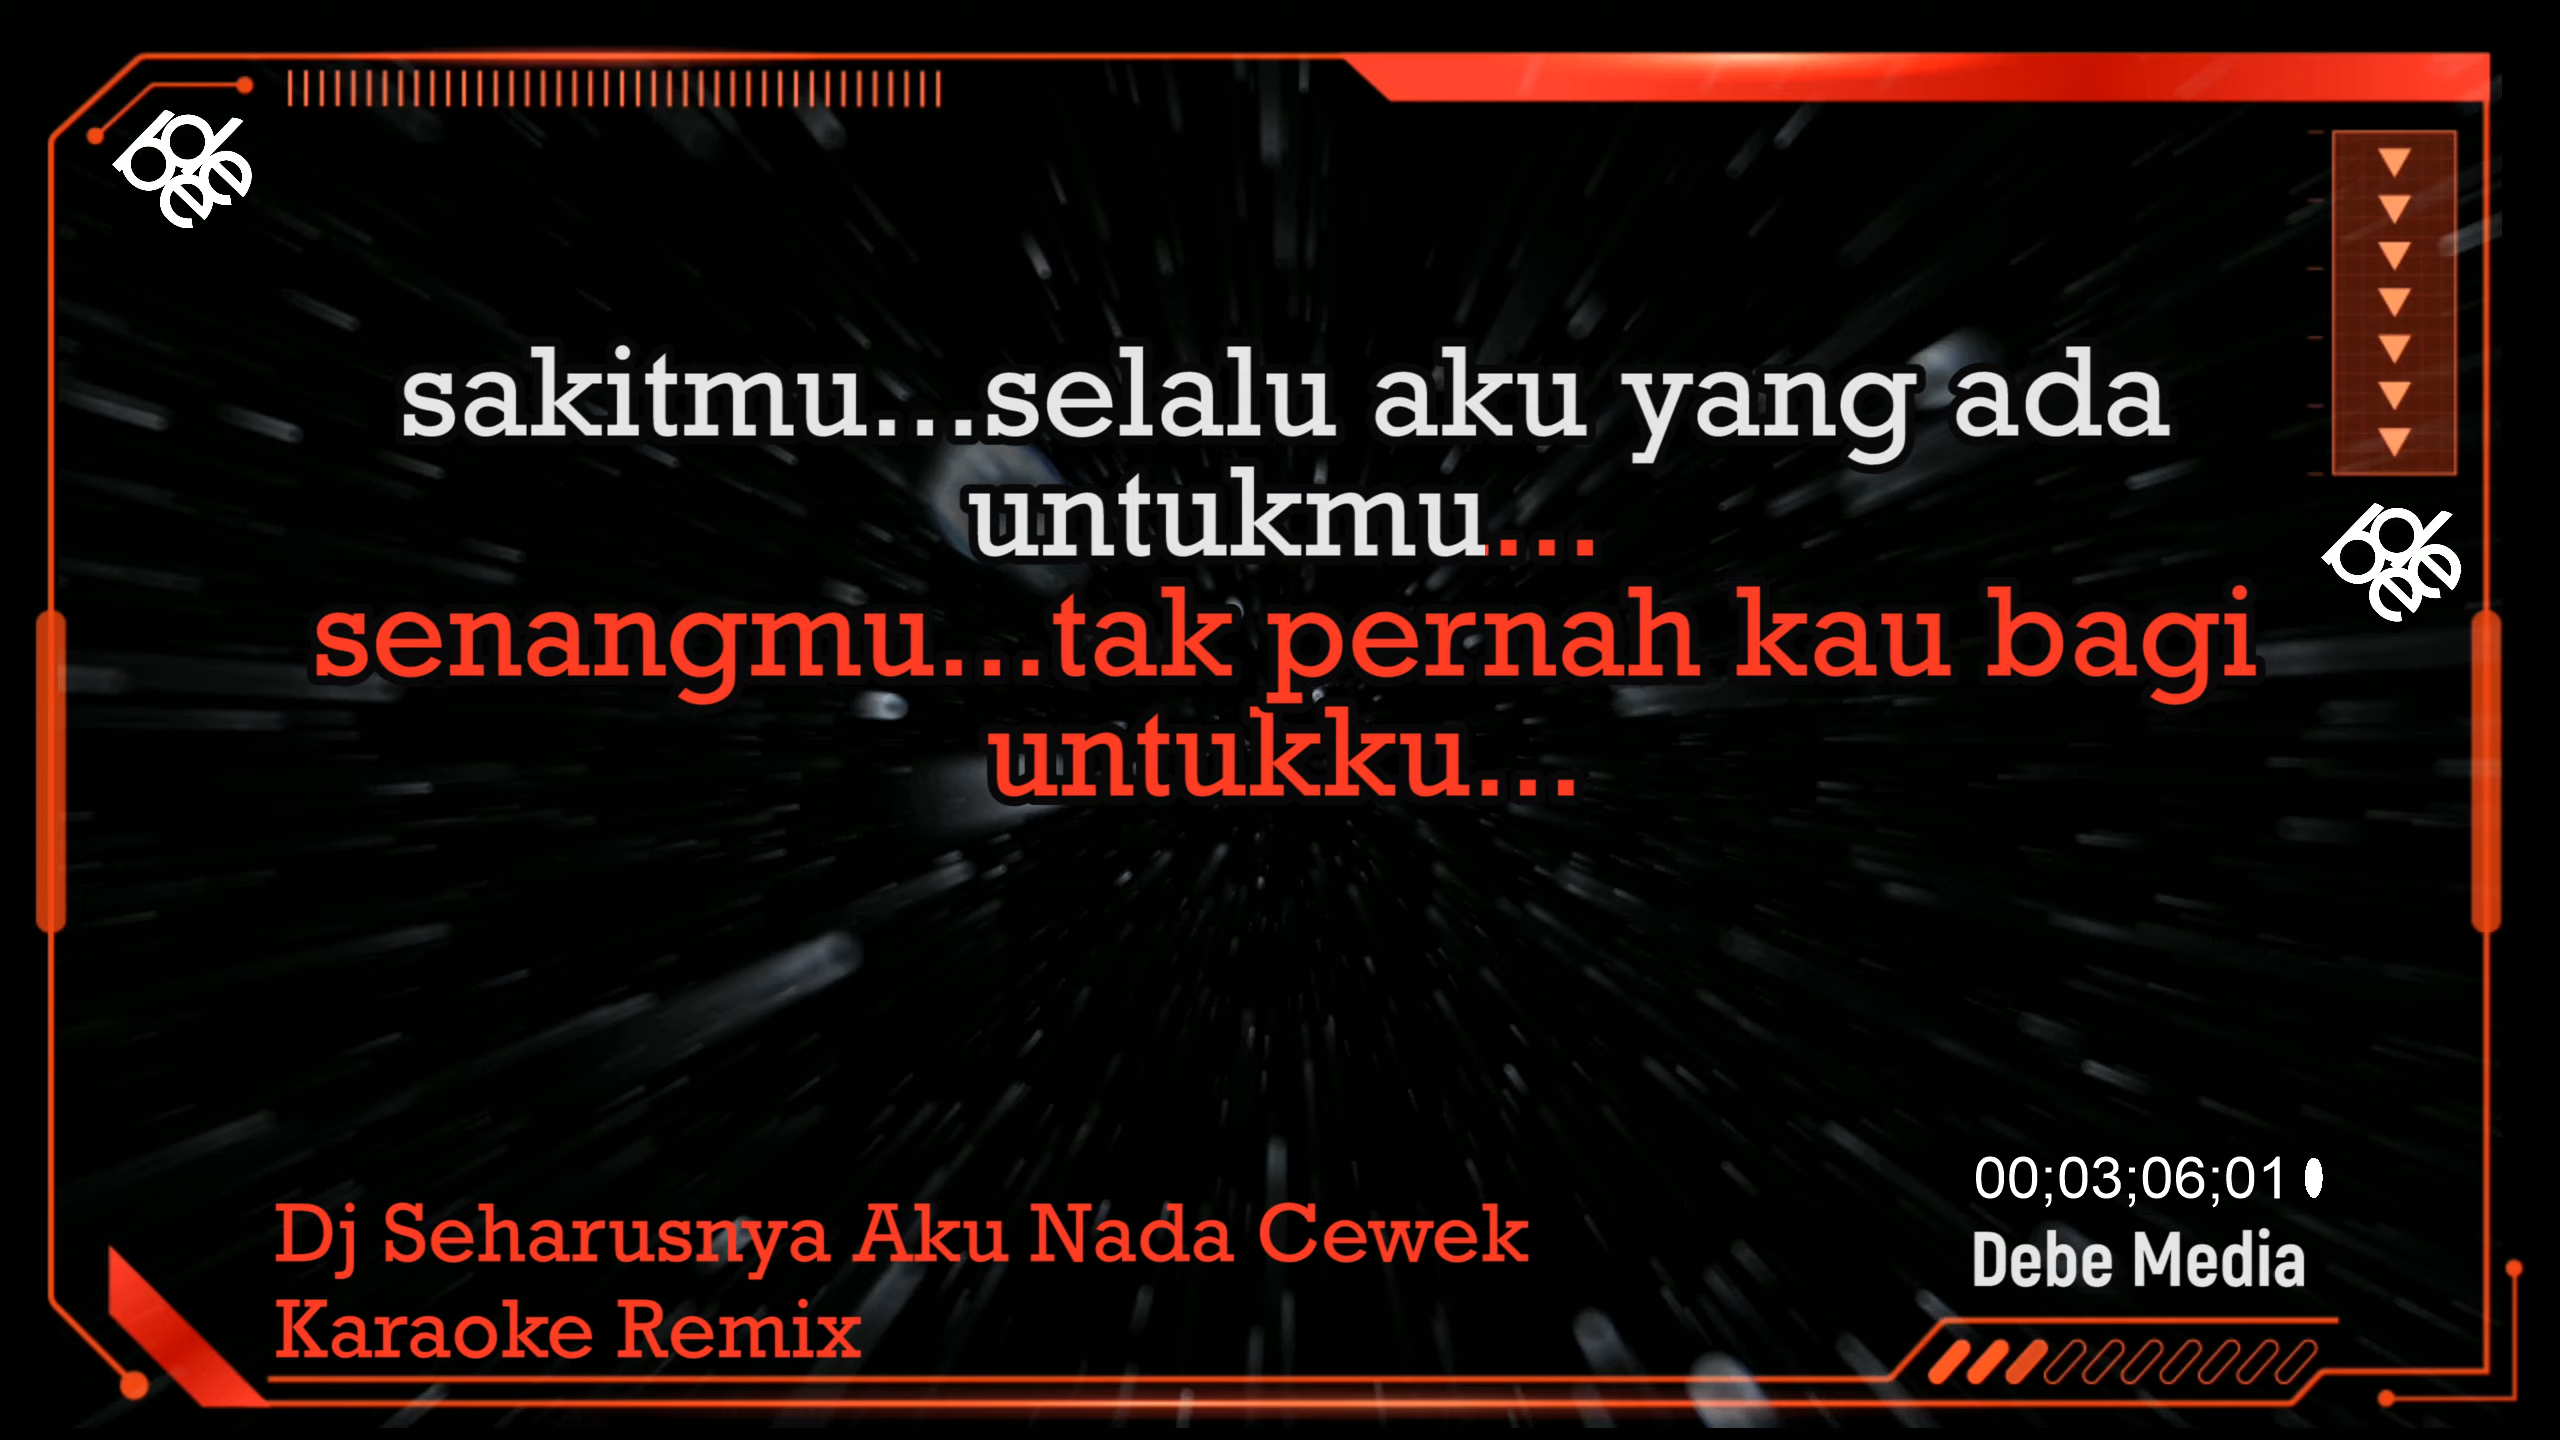 sakitmu...selalu aku yang ada
untukmu...
senangmu...tak pernah kau bagi
untukku...
00;03;06;01
Debe Media
Dj Seharusnya Aku Nada Cewek
Karaoke Remix